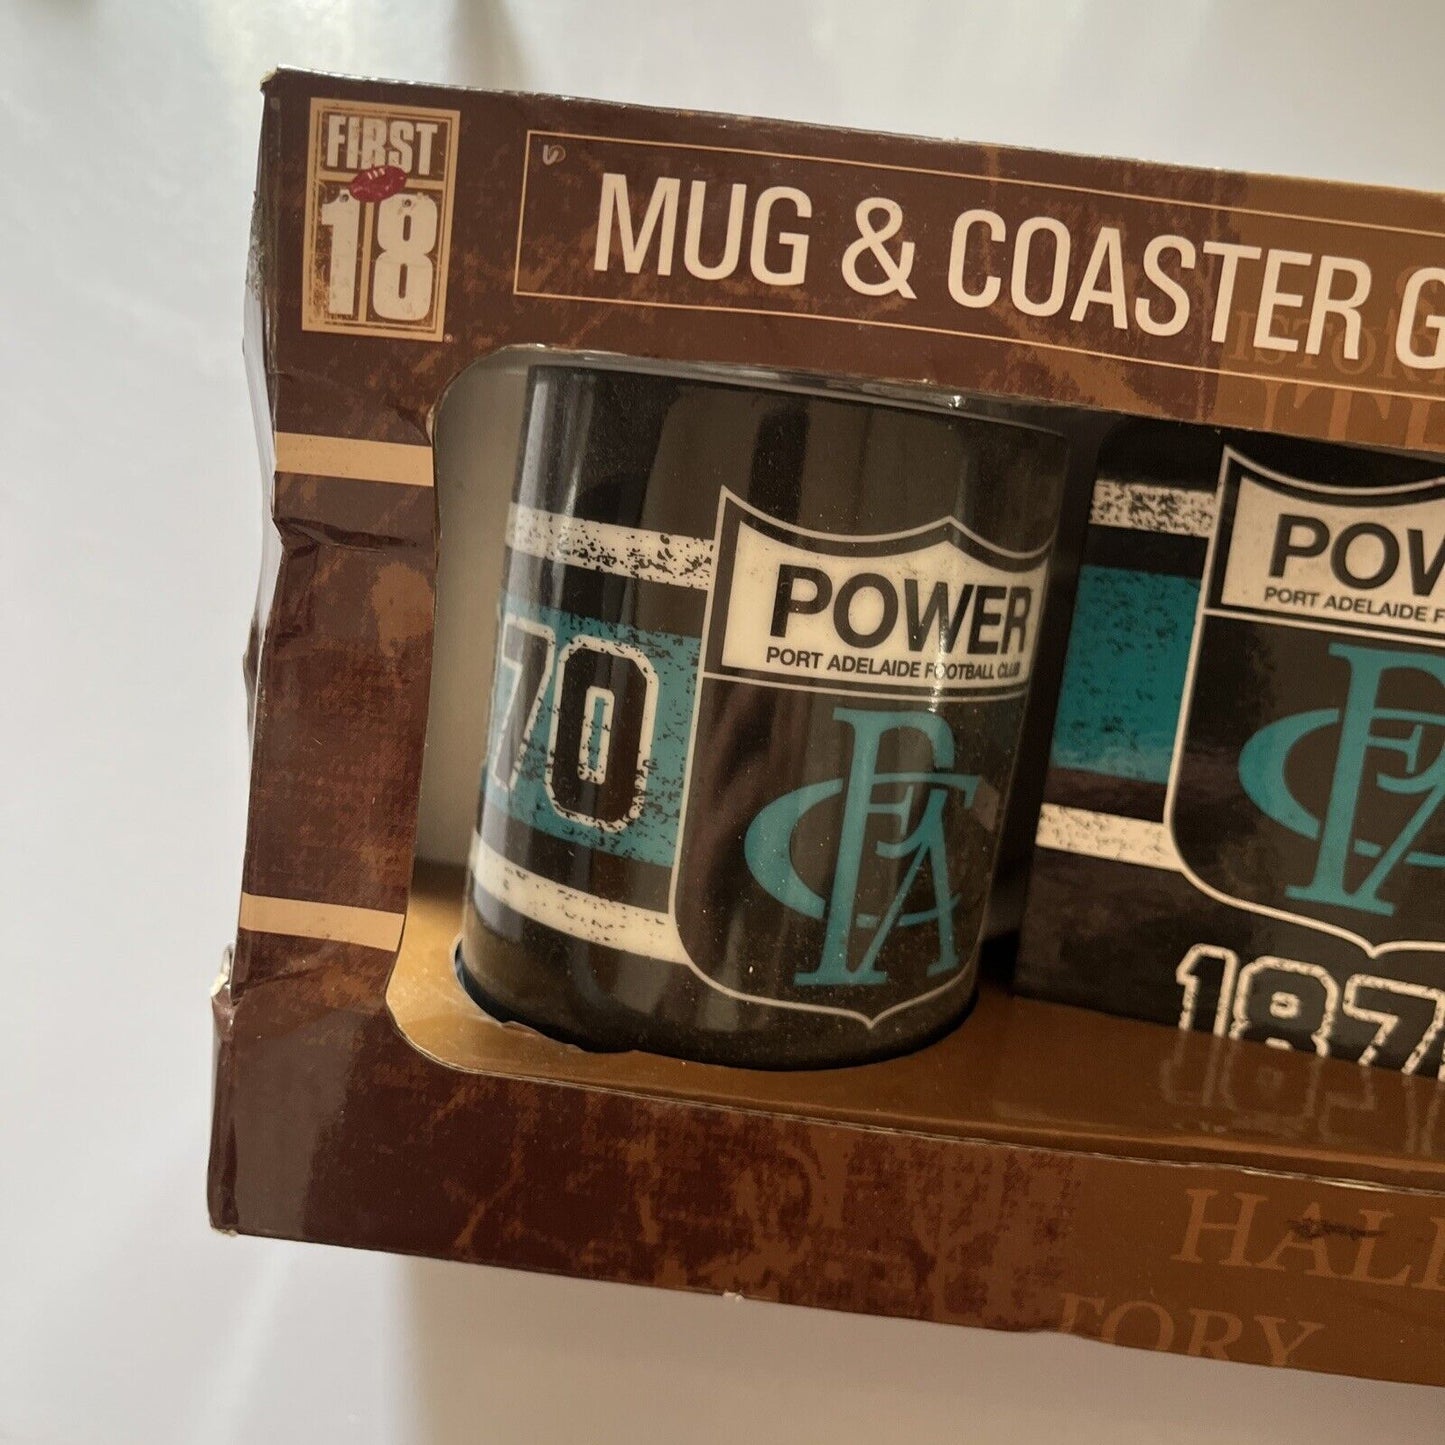 FIRST
18
MUG & COASTER G
POWER
PORT ADELAIDE FOOTBALL CLUB
PAFC
70
POW
PORT ADELAIDE F
PAFC
187
HAL
TORY